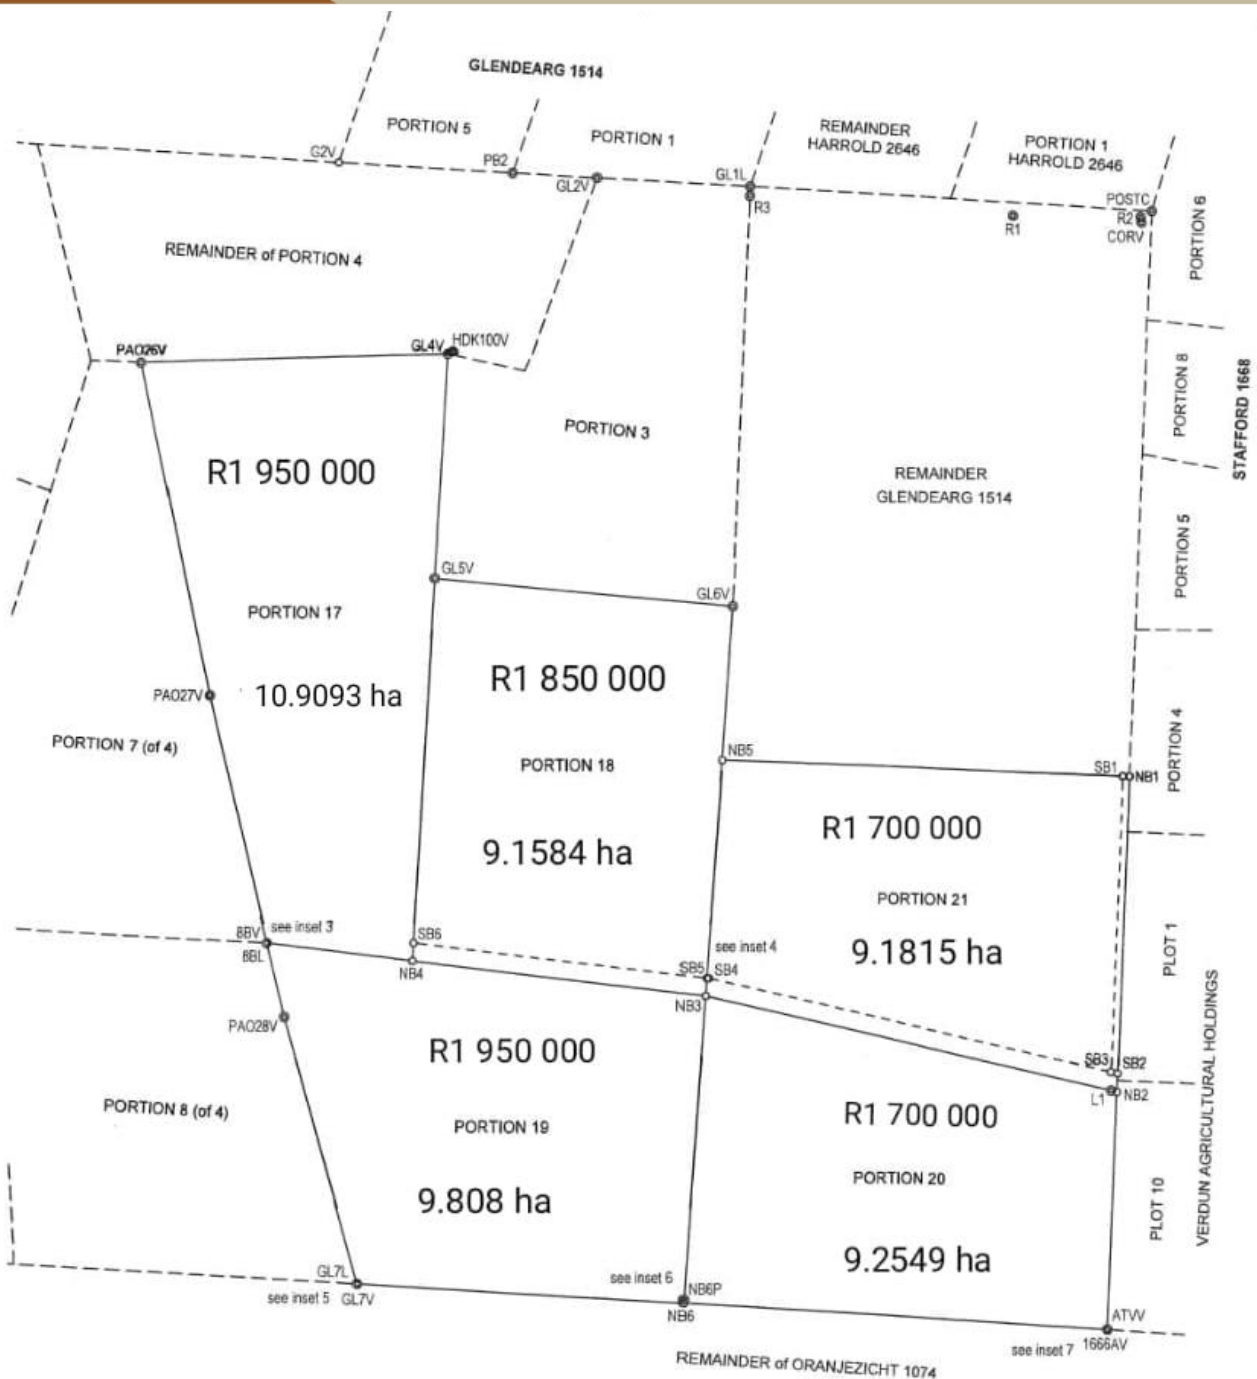 GLENDEARG 1514
PORTION 5
PORTION 1
REMAINDER
HARROLD 2646
PORTION 1
HARROLD 2646
G2V
PB2
GL2V
GL1L
R3
R1
POSTC
R2
CORV
PORTION 6
REMAINDER of PORTION 4
PAO26V
GL4V
HDK100V
PORTION 8
STAFFORD 1668
PORTION 3
R1 950 000
REMAINDER
GLENDEARG 1514
PORTION 5
GL5V
GL6V
PORTION 17
R1 850 000
PAO27V
10.9093 ha
PORTION 4
PORTION 7 (of 4)
PORTION 18
NB5
SB1
NB1
R1 700 000
9.1584 ha
PORTION 21
PLOT 1
8BV
see inset 3
8BL
SB6
NB4
see inset 4
SB5
SB4
NB3
9.1815 ha
VERDUN AGRICULTURAL HOLDINGS
PAO28V
R1 950 000
SB3
SB2
L1
NB2
PORTION 8 (of 4)
PORTION 19
R1 700 000
PORTION 20
PLOT 10
9.808 ha
9.2549 ha
GL7L
see inset 5
GL7V
see inset 6
NB6P
NB6
ATVV
see inset 7
1666AV
REMAINDER of ORANJEZICHT 1074